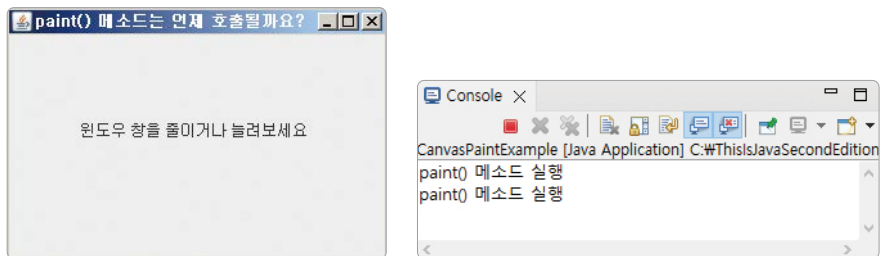 paint() 메소드는 언제 호출될까요?
윈도우 창을 줄이거나 늘려보세요
Console
CanvasPaintExample [Java Application] C:₩ThisIsJavaSecondEdition
paint() 메소드 실행
paint() 메소드 실행